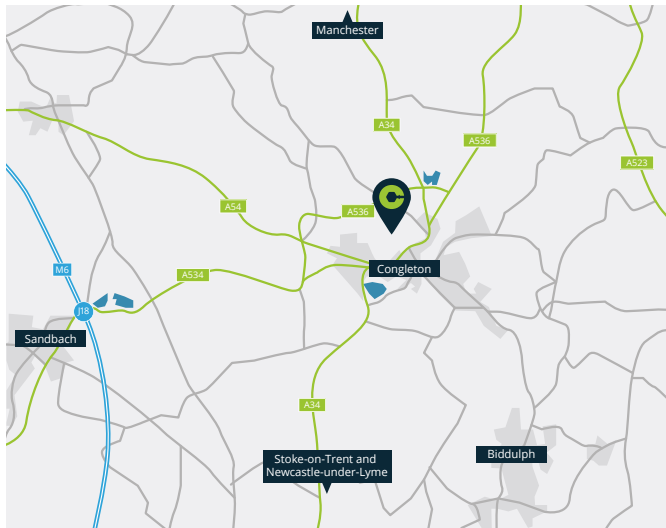 Manchester
A34
A536
A523
A54
A536
M6
A534
Congleton
J18
Sandbach
A34
Stoke-on-Trent and
Newcastle-under-Lyme
Biddulph